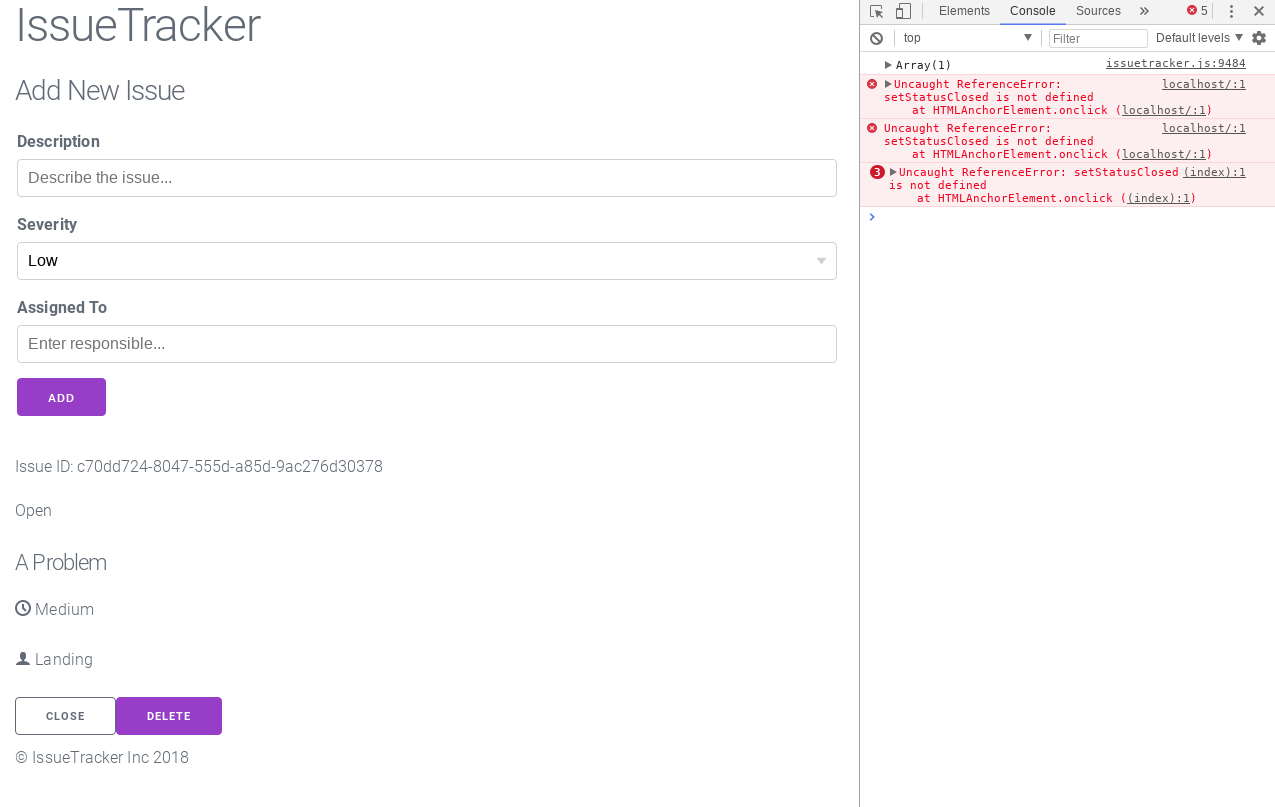 IssueTracker
Add New Issue
Description
Describe the issue...
Severity
Low
Assigned To
Enter responsible...
ADD
Issue ID: c70dd724-8047-555d-a85d-9ac276d30378
Open
A Problem
Medium
Landing
CLOSE DELETE
© IssueTracker Inc 2018
Elements Console Sources 5
top Filter Default levels
Array(1) issuetracker.js:9484
Uncaught ReferenceError: localhost/:1
setStatusClosed is not defined
at HTMLAnchorElement.onclick (localhost/:1)
Uncaught ReferenceError: localhost/:1
setStatusClosed is not defined
at HTMLAnchorElement.onclick (localhost/:1)
3 Uncaught ReferenceError: setStatusClosed (index):1
is not defined
at HTMLAnchorElement.onclick ((index):1)